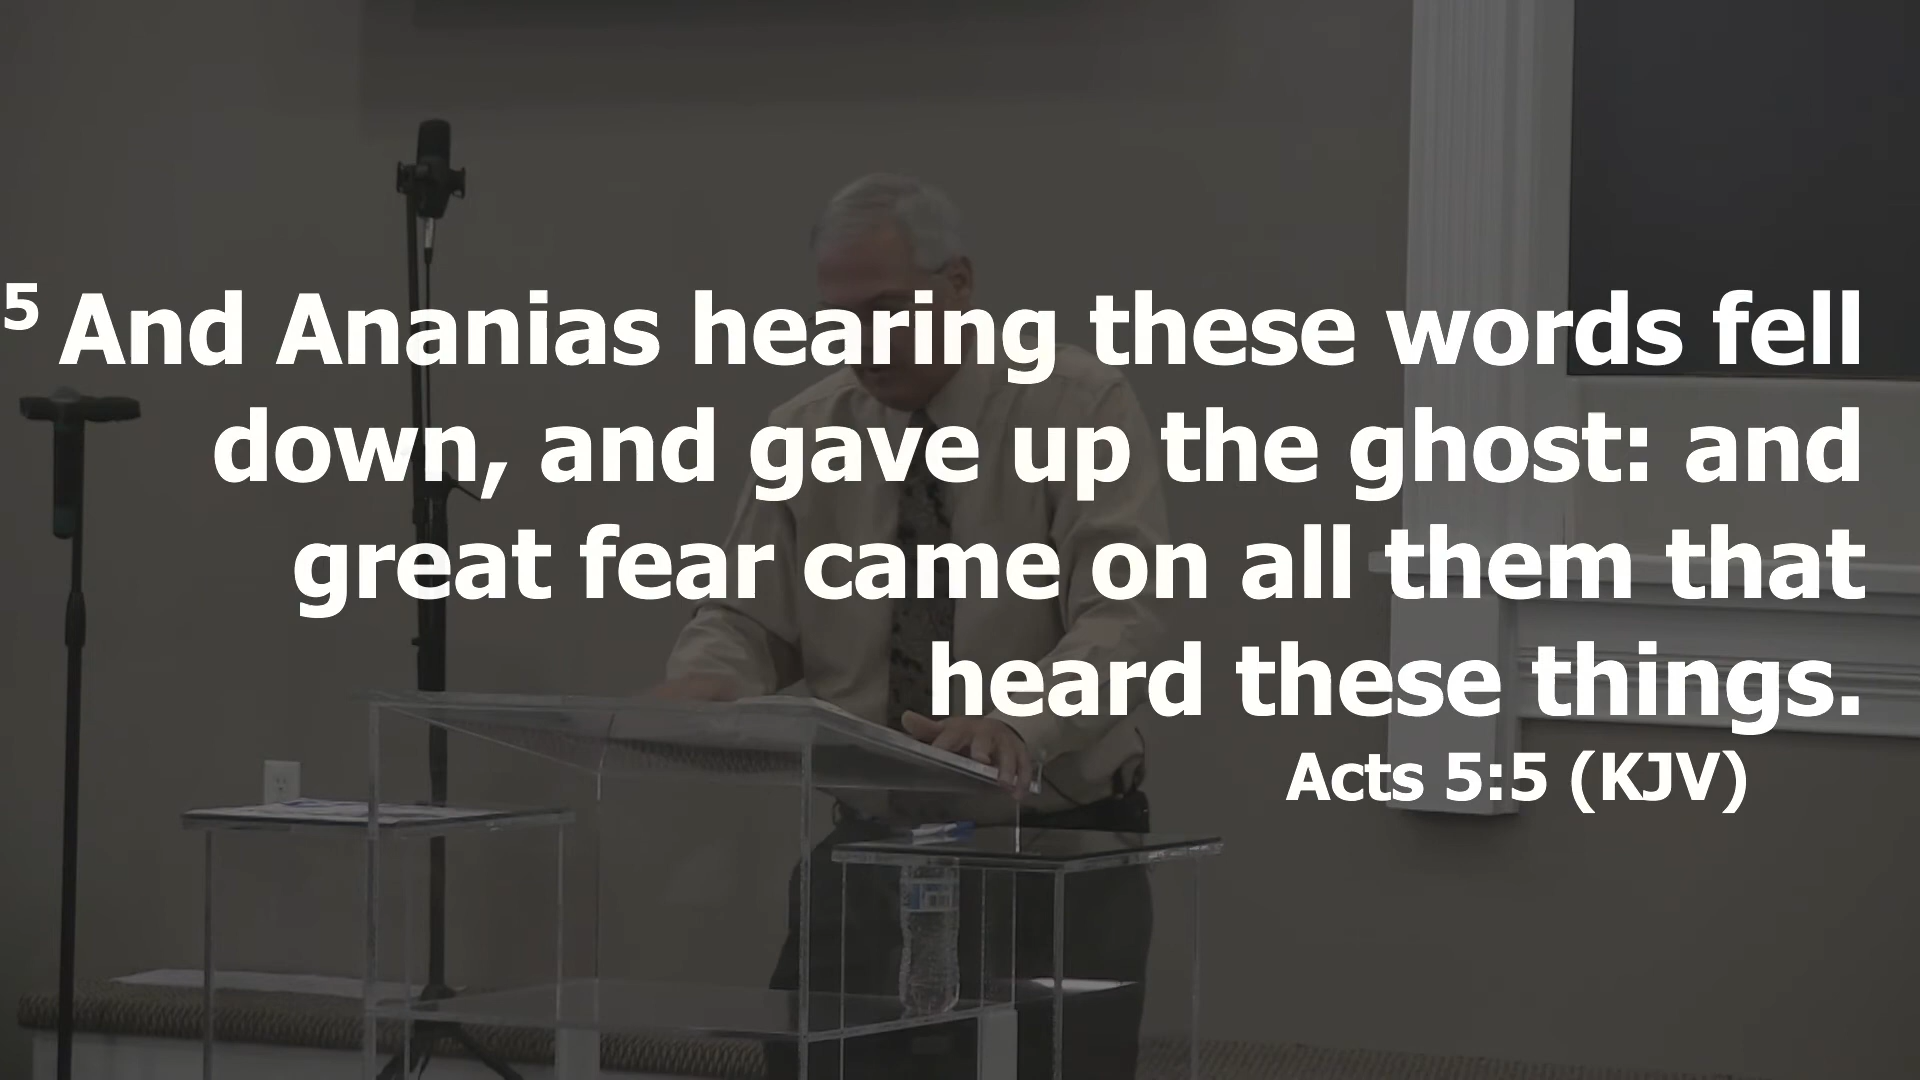 5 And Ananias hearing these words fell
down, and gave up the ghost: and
great fear came on all them that
heard these things.
Acts 5:5 (KJV)